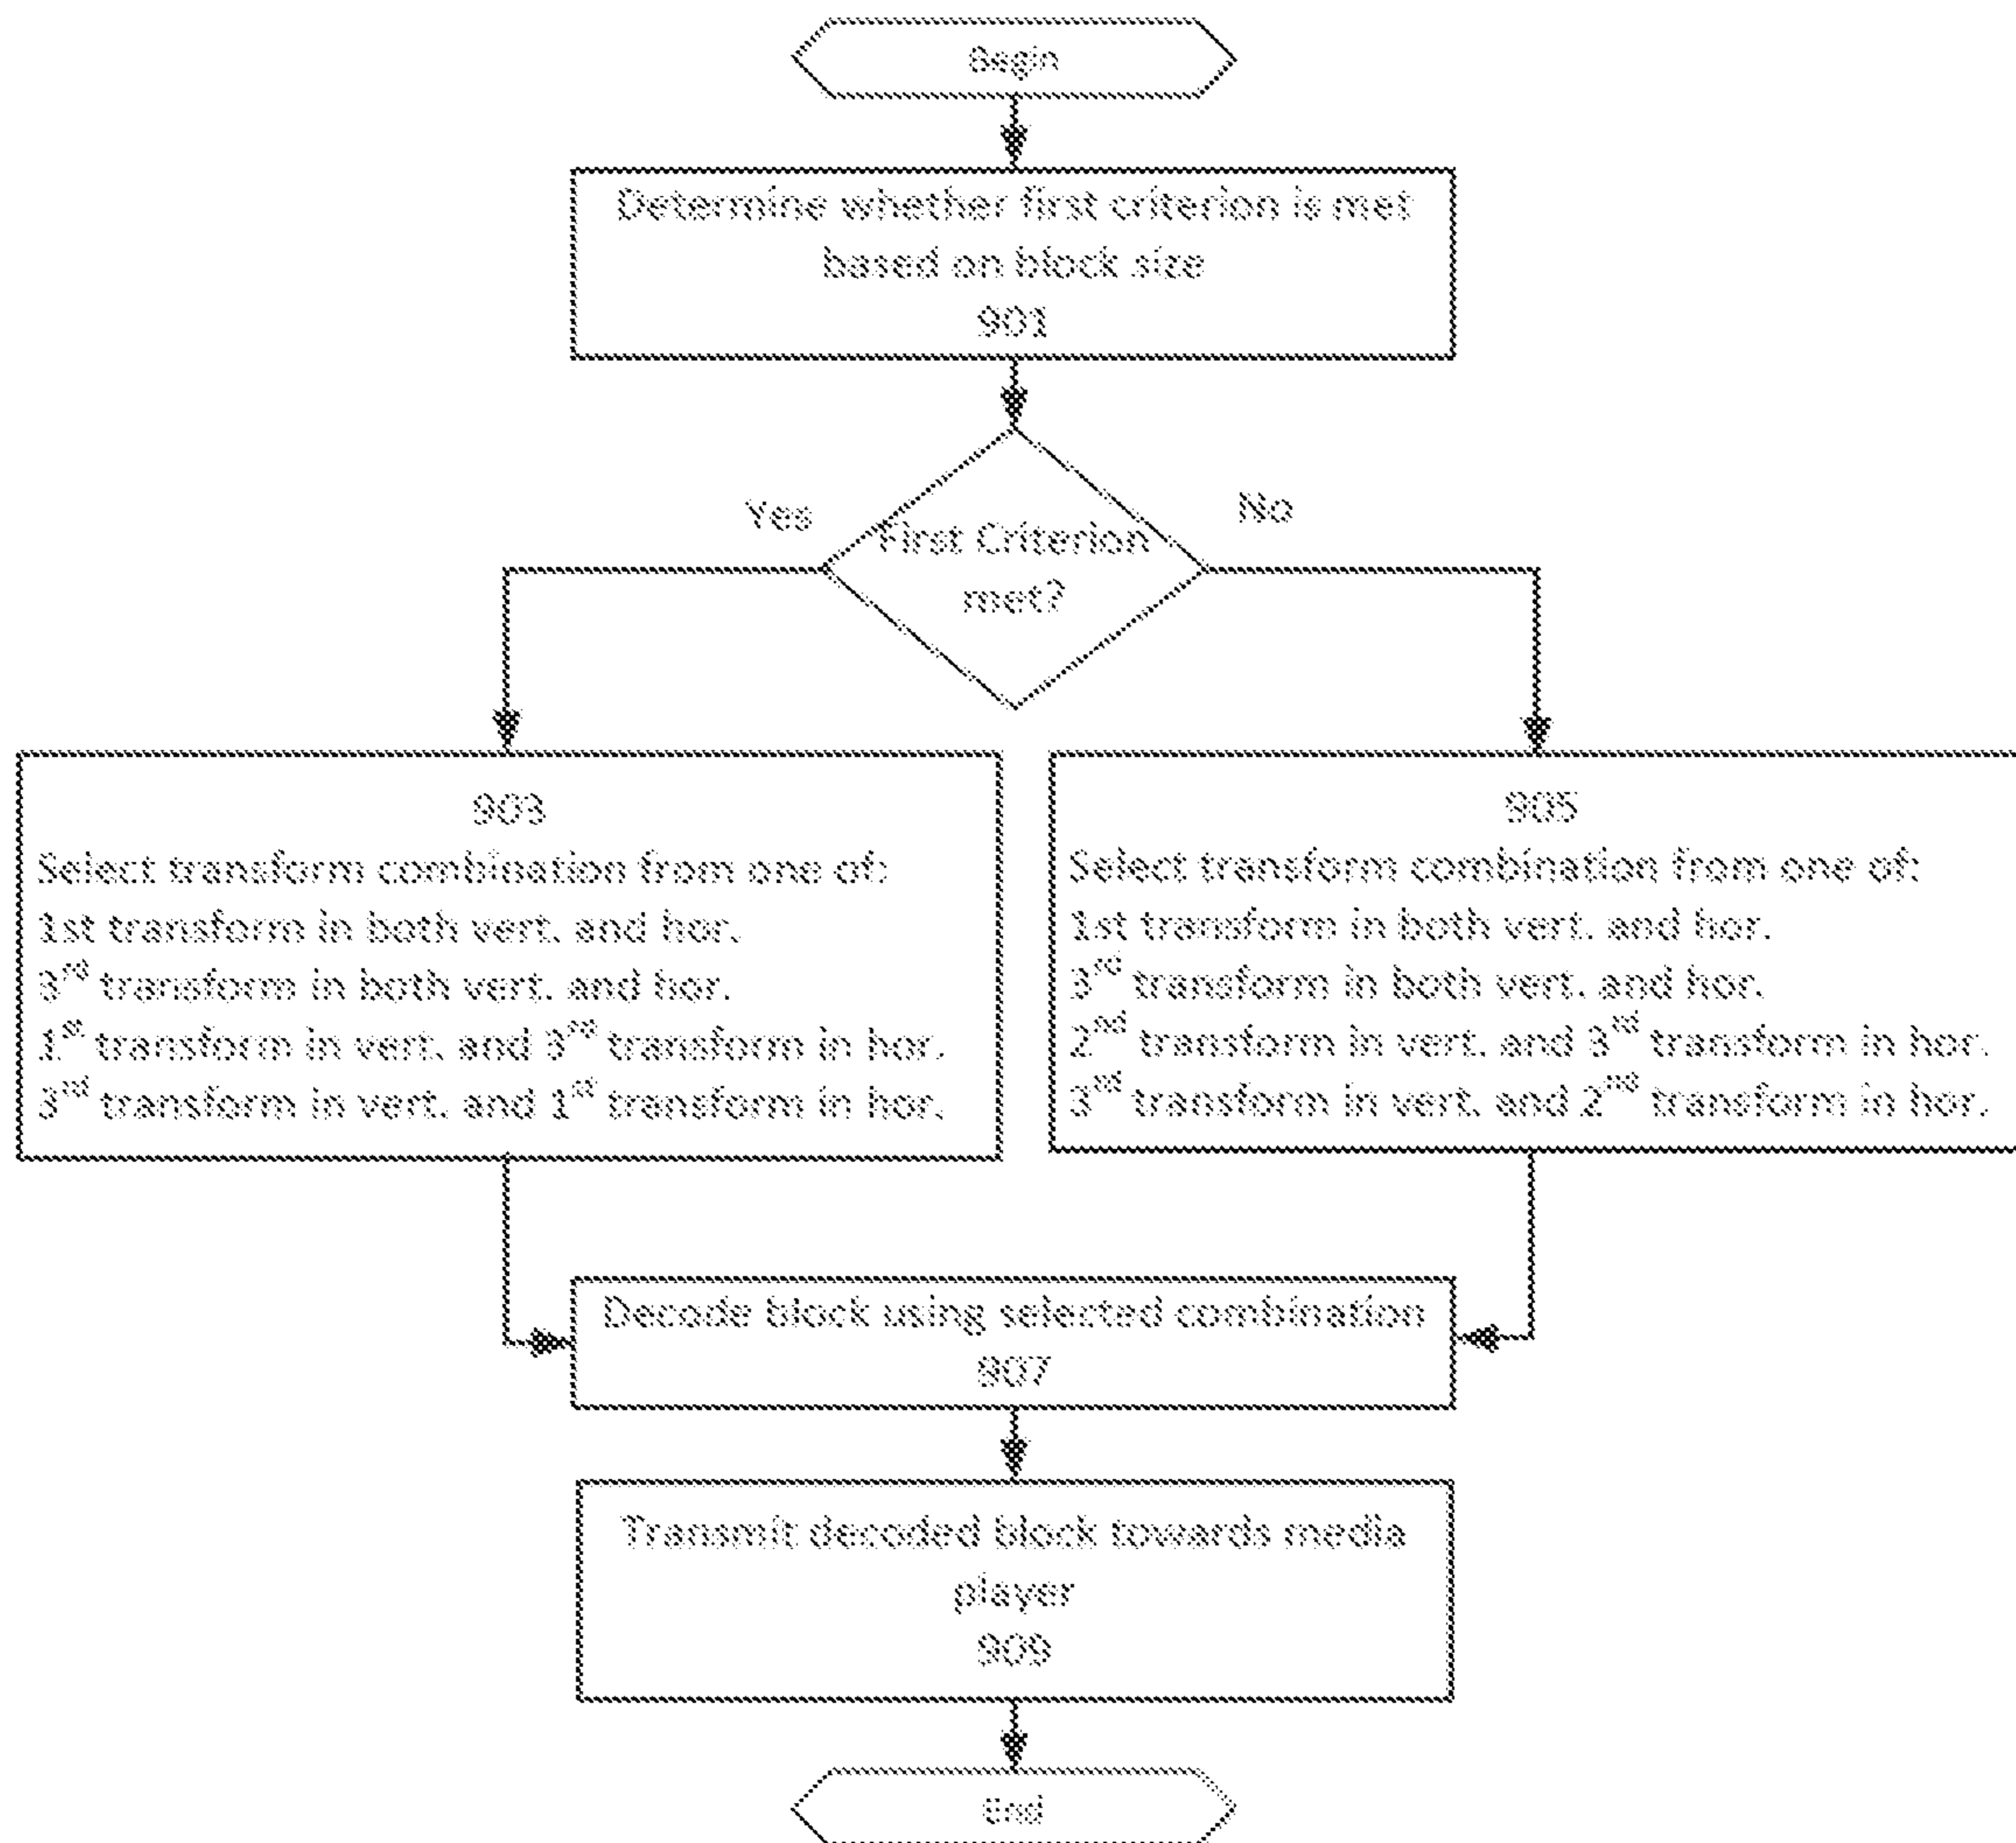 Begin
Determine whether first criterion is met
based on block size
901
Yes
No
First Criterion
met?
903
Select transform combination from one of:
1st transform in both vert. and hor.
3rd transform in both vert. and hor.
1st transform in vert. and 3rd transform in hor.
3rd transform in vert. and 1st transform in hor.
905
Select transform combination from one of:
1st transform in both vert. and hor.
3rd transform in both vert. and hor.
2nd transform in vert. and 3rd transform in hor.
3rd transform in vert. and 2nd transform in hor.
Decode block using selected combination
907
Transmit decoded block towards media
player
909
End